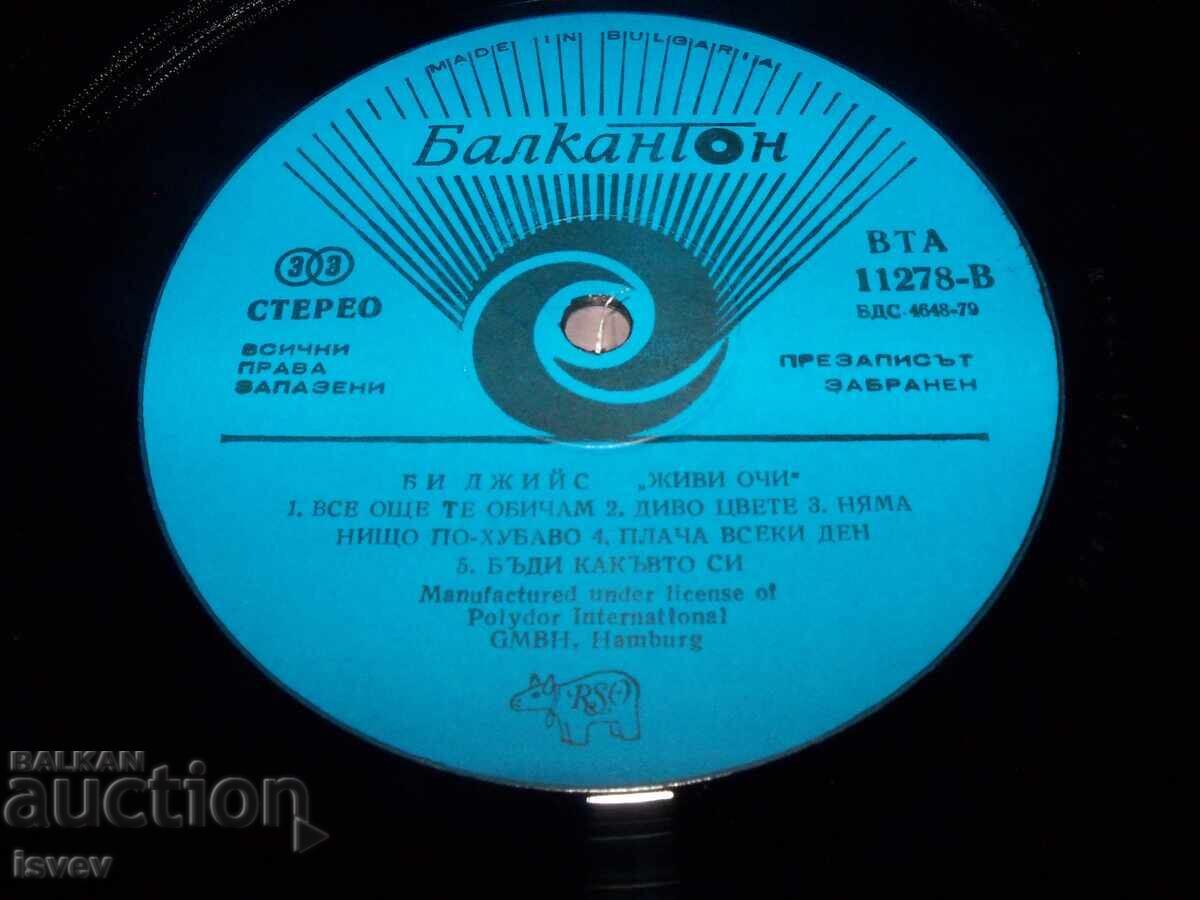 MADE IN BULGARIA
Балкантон
33
СТЕРЕО
ВСИЧНИ
ПРАВА
ЗАПАЗЕНИ
ВТА
11278-В
БДС 4648-79
ПРЕЗАПИСЪТ
ЗАБРАНЕН
БИ ДЖИЙС „ЖИВИ ОЧИ“
1. ВСЕ ОЩЕ ТЕ ОБИЧАМ 2. ДИВО ЦВЕТЕ 3. НЯМА
НИЩО ПО-ХУБАВО 4. ПЛАЧА ВСЕКИ ДЕН
5. БЪДИ КАКЪВТО СИ
Manufactured under license of
Polydor International
GMBH, Hamburg
RSO
BALKAN
auction
isvev